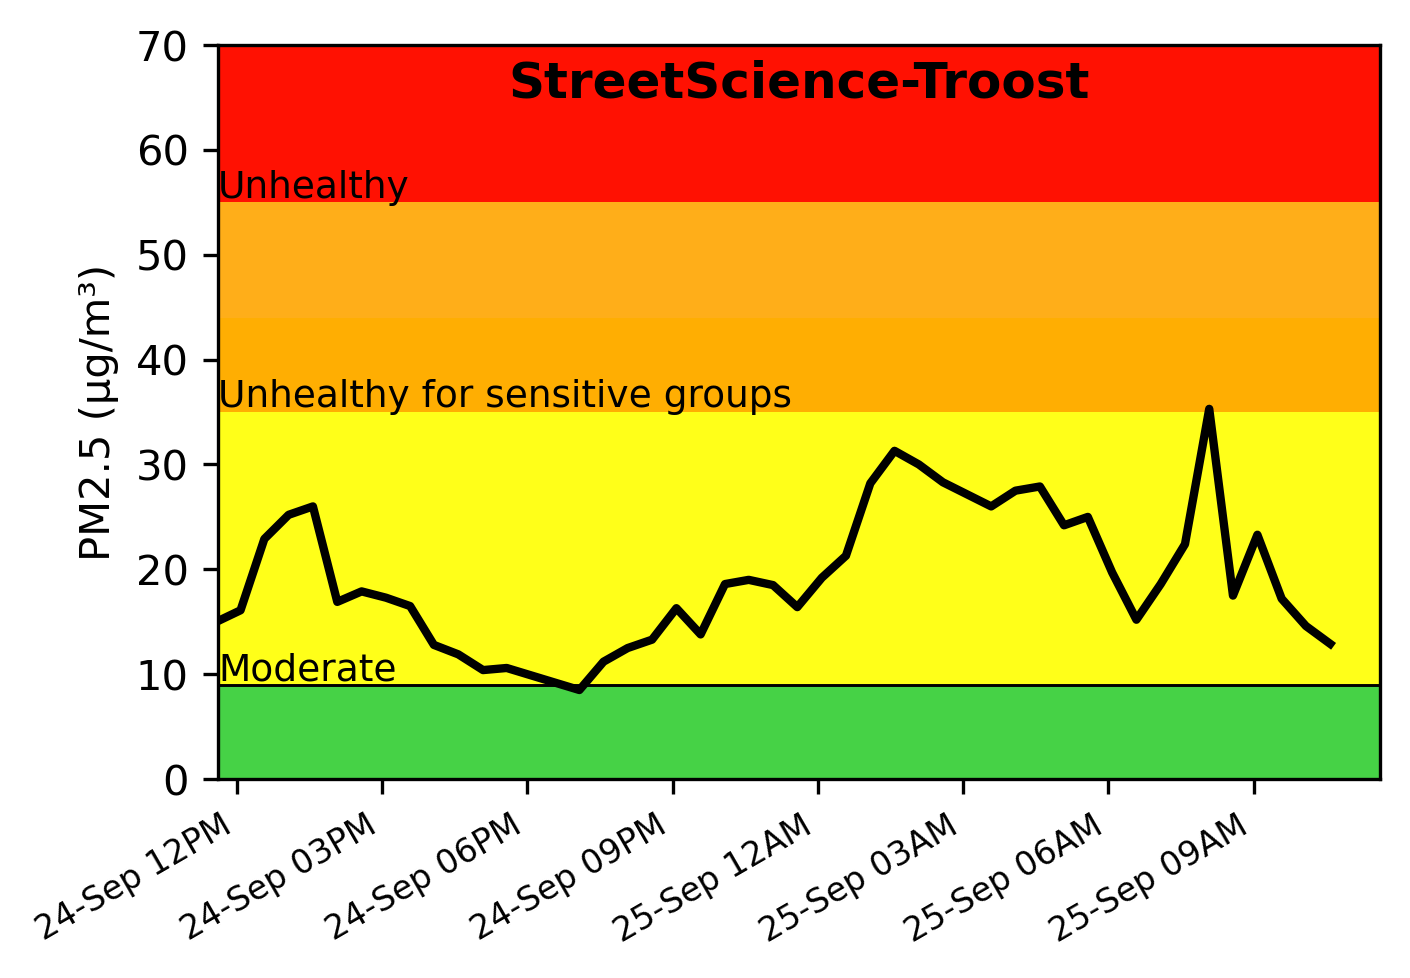 StreetScience-Troost
PM2.5 (µg/m³)
70
60
50
40
30
20
10
0
Unhealthy
Unhealthy for sensitive groups
Moderate
24-Sep 12PM
24-Sep 03PM
24-Sep 06PM
24-Sep 09PM
25-Sep 12AM
25-Sep 03AM
25-Sep 06AM
25-Sep 09AM